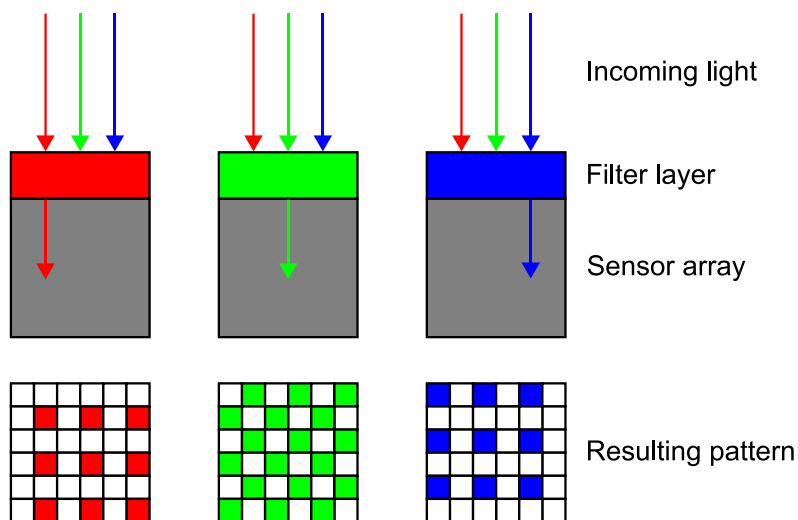 Incoming light
Filter layer
Sensor array
Resulting pattern